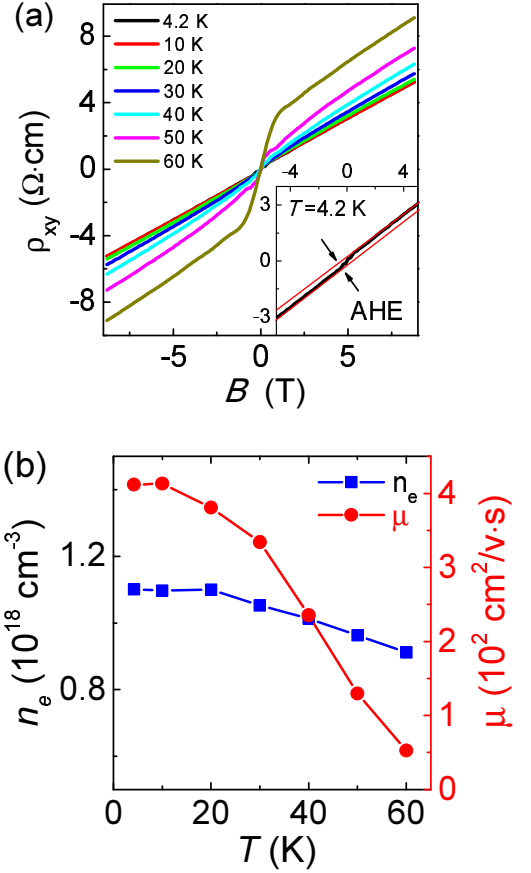 (a)
8
4
0
-4
-8
ρxy (Ω·cm)
4.2 K
10 K
20 K
30 K
40 K
50 K
60 K
-4 0 4
3
0
-3
T=4.2 K
AHE
-5 0 5
B (T)
(b)
1.2
0.8
ne (10^18 cm^-3)
ne
μ
4
3
2
1
0
μ (10^2 cm^2/v·s)
0 20 40 60
T (K)